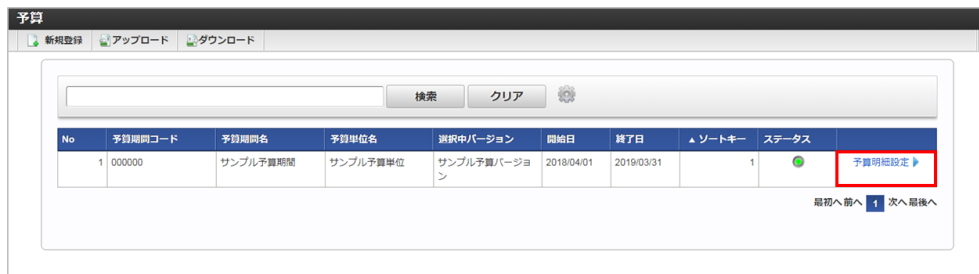 予算
新規登録 アップロード ダウンロード
検索 クリア
No 予算期間コード 予算期間名 予算単位名 選択中バージョン 開始日 終了日 ▲ ソートキー ステータス
1 000000 サンプル予算期間 サンプル予算単位 サンプル予算バージョ 2018/04/01 2019/03/31 1 予算明細設定
ン
最初へ 前へ 1 次へ 最後へ